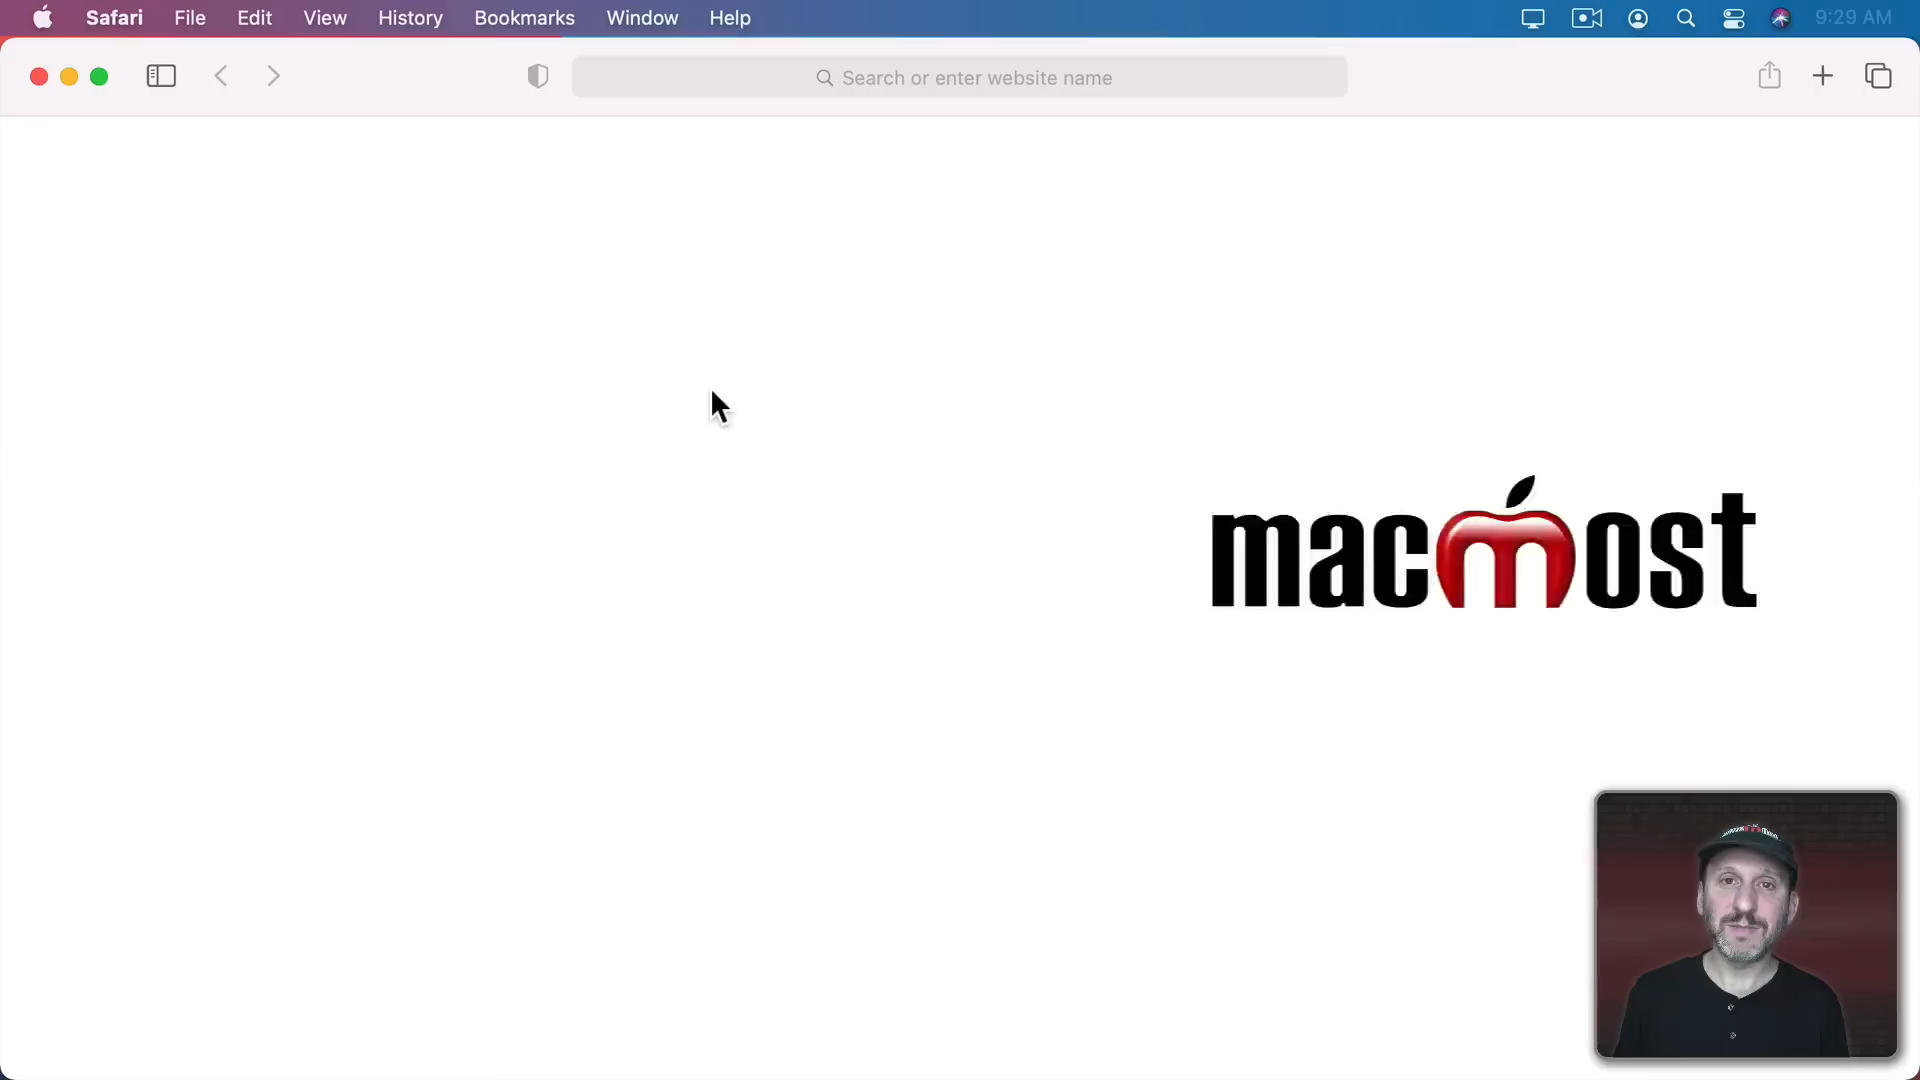 Safari File Edit View History Bookmarks Window Help 9:29 AM
Search or enter website name
macmost